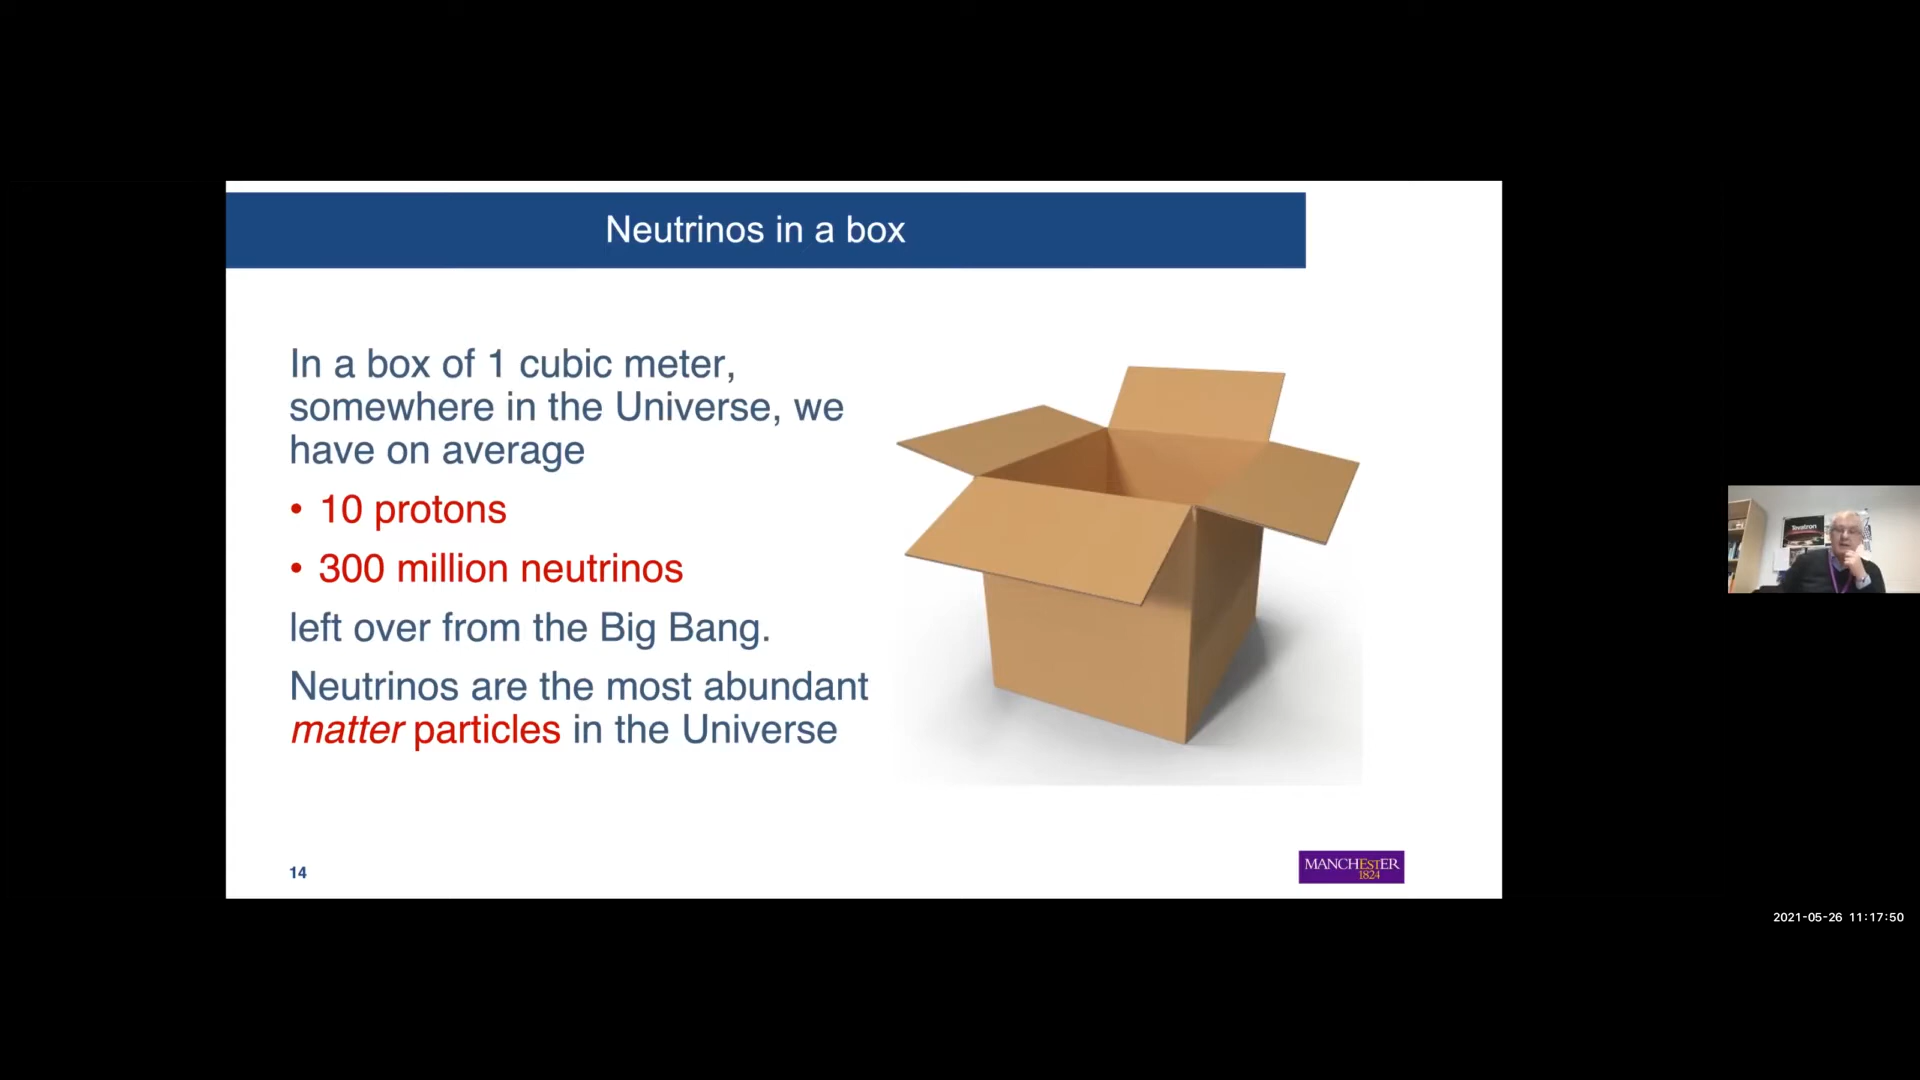 Neutrinos in a box
In a box of 1 cubic meter,
somewhere in the Universe, we
have on average
• 10 protons
• 300 million neutrinos
left over from the Big Bang.
Neutrinos are the most abundant
matter particles in the Universe
14
MANCHESTER
1824
Tevatron
2021-05-26 11:17:50